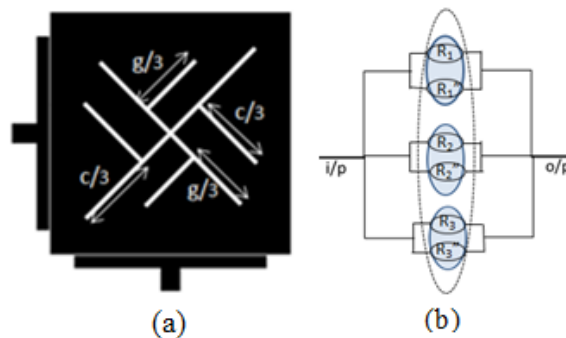 g/3
c/3
c/3
g/3
(a)
R1
R1"
R2
R2"
i/p
o/p
R3
R3"
(b)